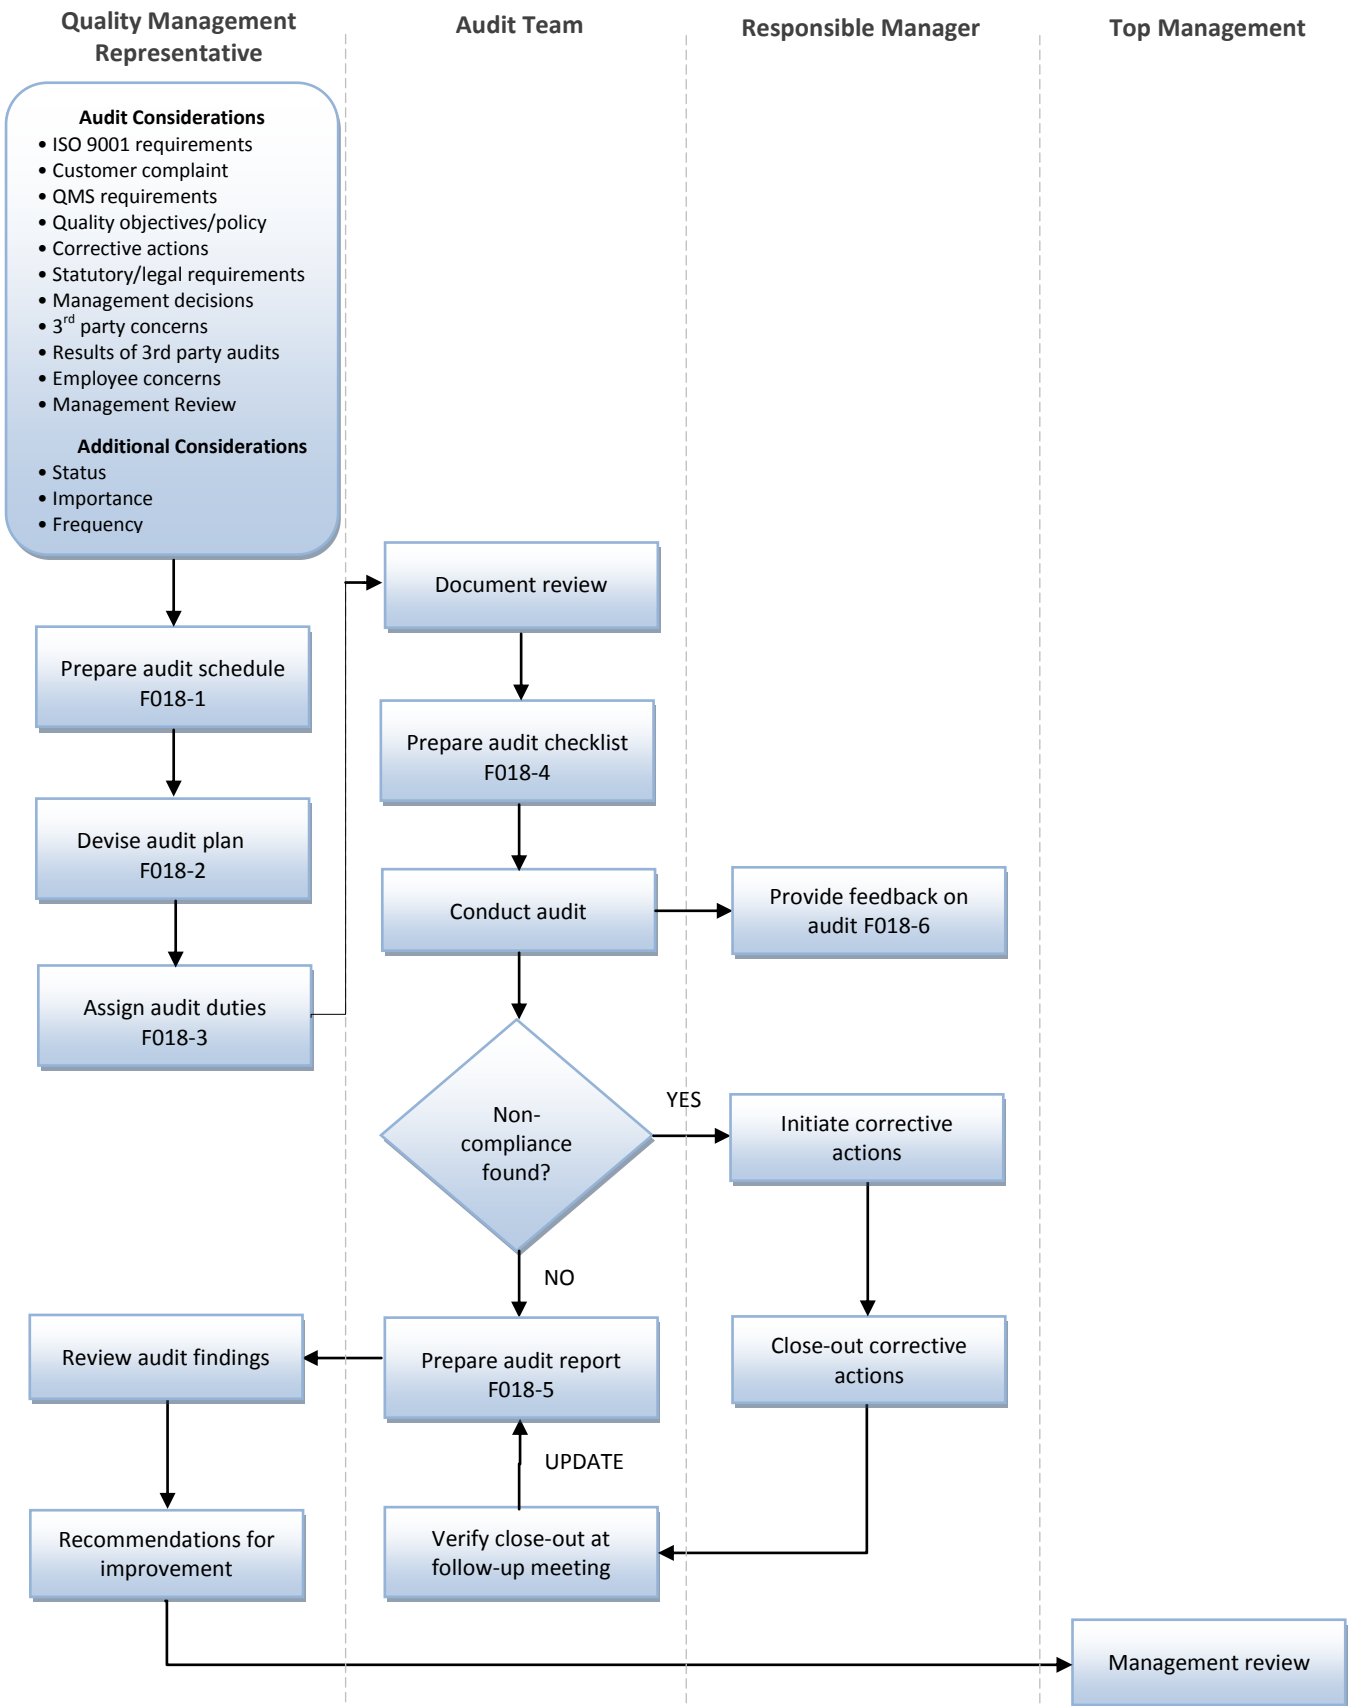 Quality Management
Representative
Audit Team
Responsible Manager
Top Management
Audit Considerations
• ISO 9001 requirements
• Customer complaint
• QMS requirements
• Quality objectives/policy
• Corrective actions
• Statutory/legal requirements
• Management decisions
• 3rd party concerns
• Results of 3rd party audits
• Employee concerns
• Management Review
Additional Considerations
• Status
• Importance
• Frequency
Document review
Prepare audit schedule
F018-1
Prepare audit checklist
F018-4
Devise audit plan
F018-2
Conduct audit
Provide feedback on
audit F018-6
Assign audit duties
F018-3
Non-
compliance
found?
YES
Initiate corrective
actions
NO
Review audit findings
Prepare audit report
F018-5
Close-out corrective
actions
UPDATE
Recommendations for
improvement
Verify close-out at
follow-up meeting
Management review